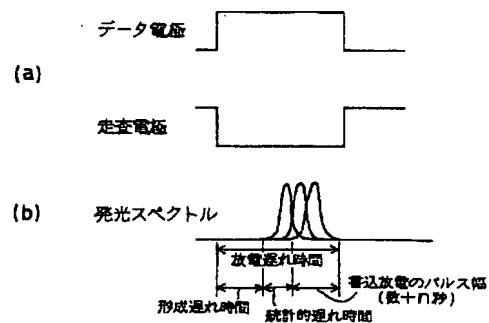 データ電極
(a)
走査電極
(b)
発光スペクトル
放電遅れ時間
書込放電のパルス幅
(数十n秒)
形成遅れ時間
統計的遅れ時間